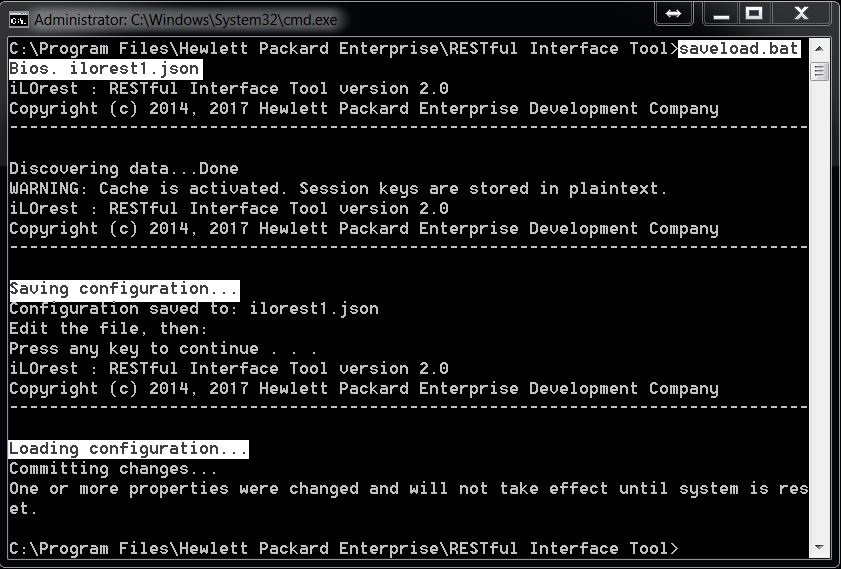 Administrator: C:\Windows\System32\cmd.exe
C:\Program Files\Hewlett Packard Enterprise\RESTful Interface Tool>saveload.bat
Bios. ilorest1.json
iLOrest : RESTful Interface Tool version 2.0
Copyright (c) 2014, 2017 Hewlett Packard Enterprise Development Company
--------------------------------------------------------------------------------
Discovering data...Done
WARNING: Cache is activated. Session keys are stored in plaintext.
iLOrest : RESTful Interface Tool version 2.0
Copyright (c) 2014, 2017 Hewlett Packard Enterprise Development Company
--------------------------------------------------------------------------------
Saving configuration...
Configuration saved to: ilorest1.json
Edit the file, then:
Press any key to continue . . .
iLOrest : RESTful Interface Tool version 2.0
Copyright (c) 2014, 2017 Hewlett Packard Enterprise Development Company
--------------------------------------------------------------------------------
Loading configuration...
Committing changes...
One or more properties were changed and will not take effect until system is res
et.
C:\Program Files\Hewlett Packard Enterprise\RESTful Interface Tool>